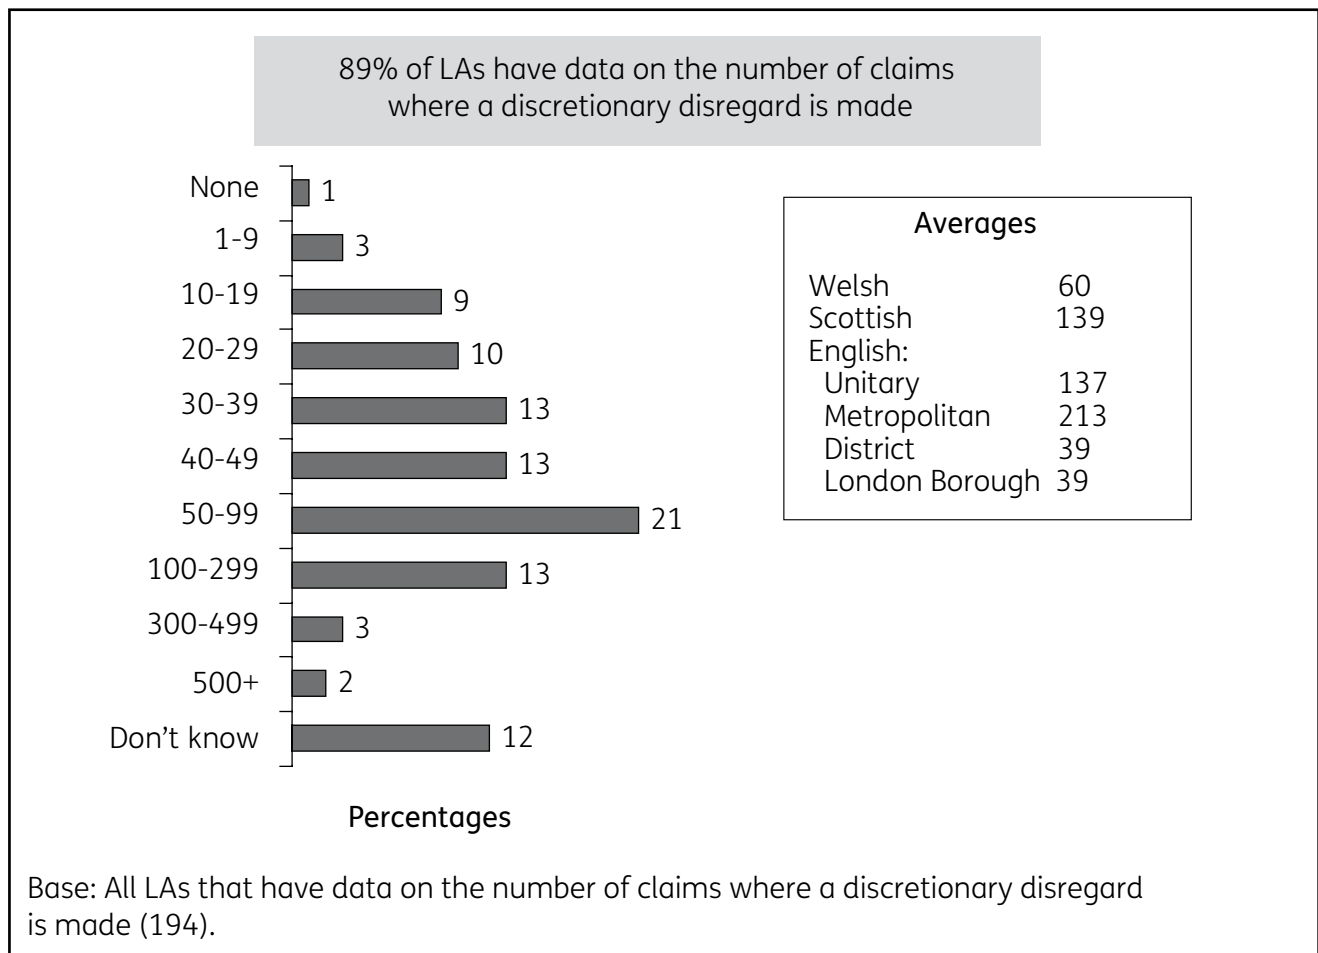 89% of LAs have data on the number of claims
where a discretionary disregard is made
None 1
1-9 3
10-19 9
20-29 10
30-39 13
40-49 13
50-99 21
100-299 13
300-499 3
500+ 2
Don't know 12
Percentages
Averages
Welsh 60
Scottish 139
English:
Unitary 137
Metropolitan 213
District 39
London Borough 39
Base: All LAs that have data on the number of claims where a discretionary disregard
is made (194).